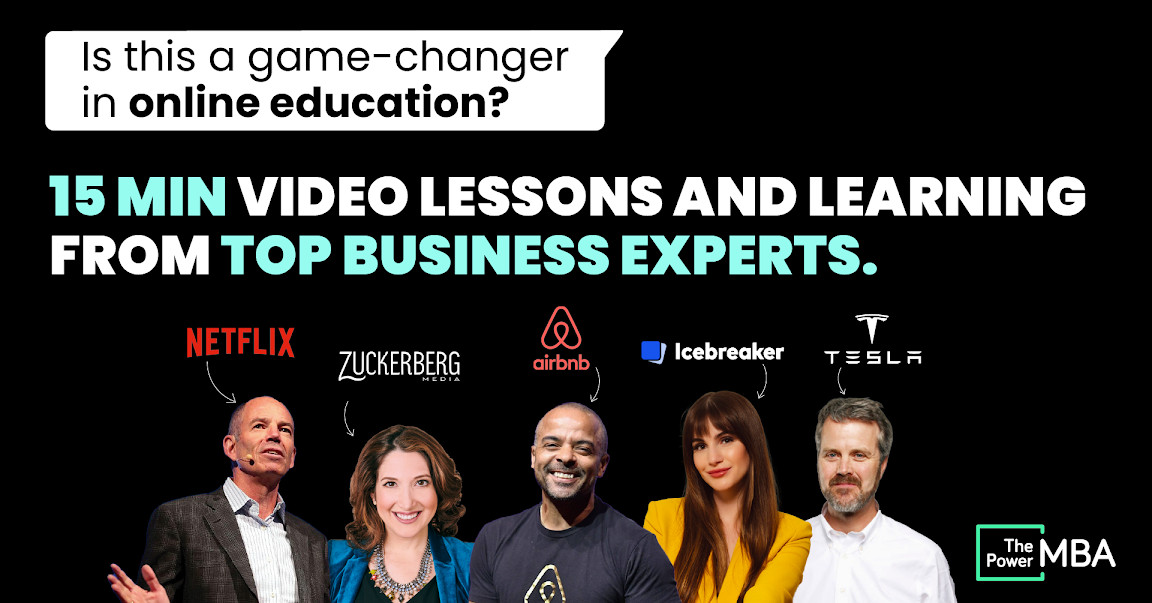 Is this a game-changer
in online education?
15 MIN VIDEO LESSONS AND LEARNING
FROM TOP BUSINESS EXPERTS.
NETFLIX
ZUCKERBERG
MEDIA
airbnb
Icebreaker
TESLA
The
Power
MBA